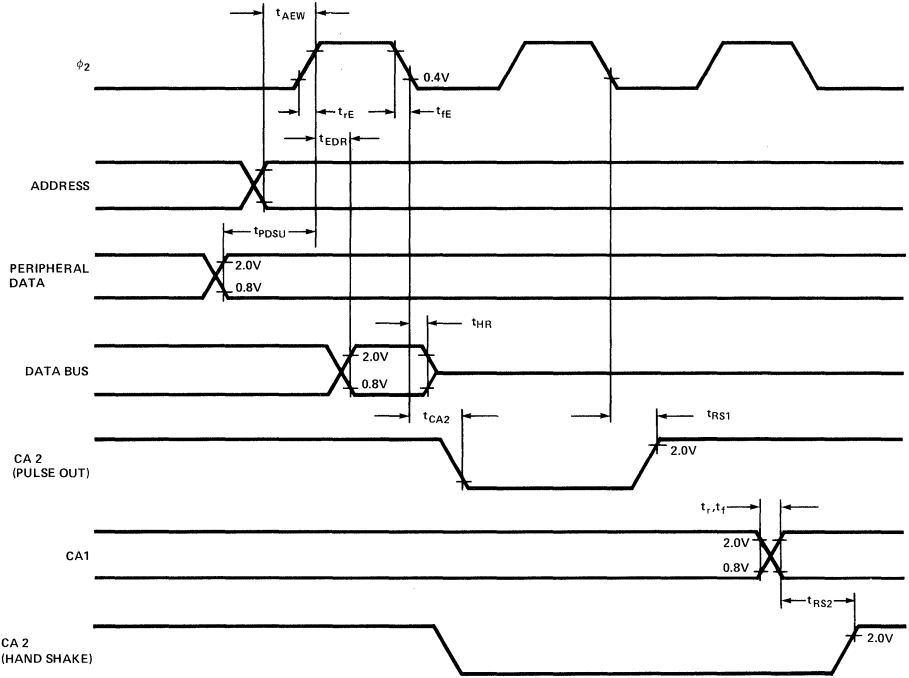 tAEW
ϕ2
0.4V
trE
tfE
tEDR
ADDRESS
tPDSU
PERIPHERAL
DATA
2.0V
0.8V
tHR
DATA BUS
2.0V
0.8V
tCA2
tRS1
CA 2
(PULSE OUT)
2.0V
tr,tf
CA1
2.0V
0.8V
tRS2
CA 2
(HAND SHAKE)
2.0V